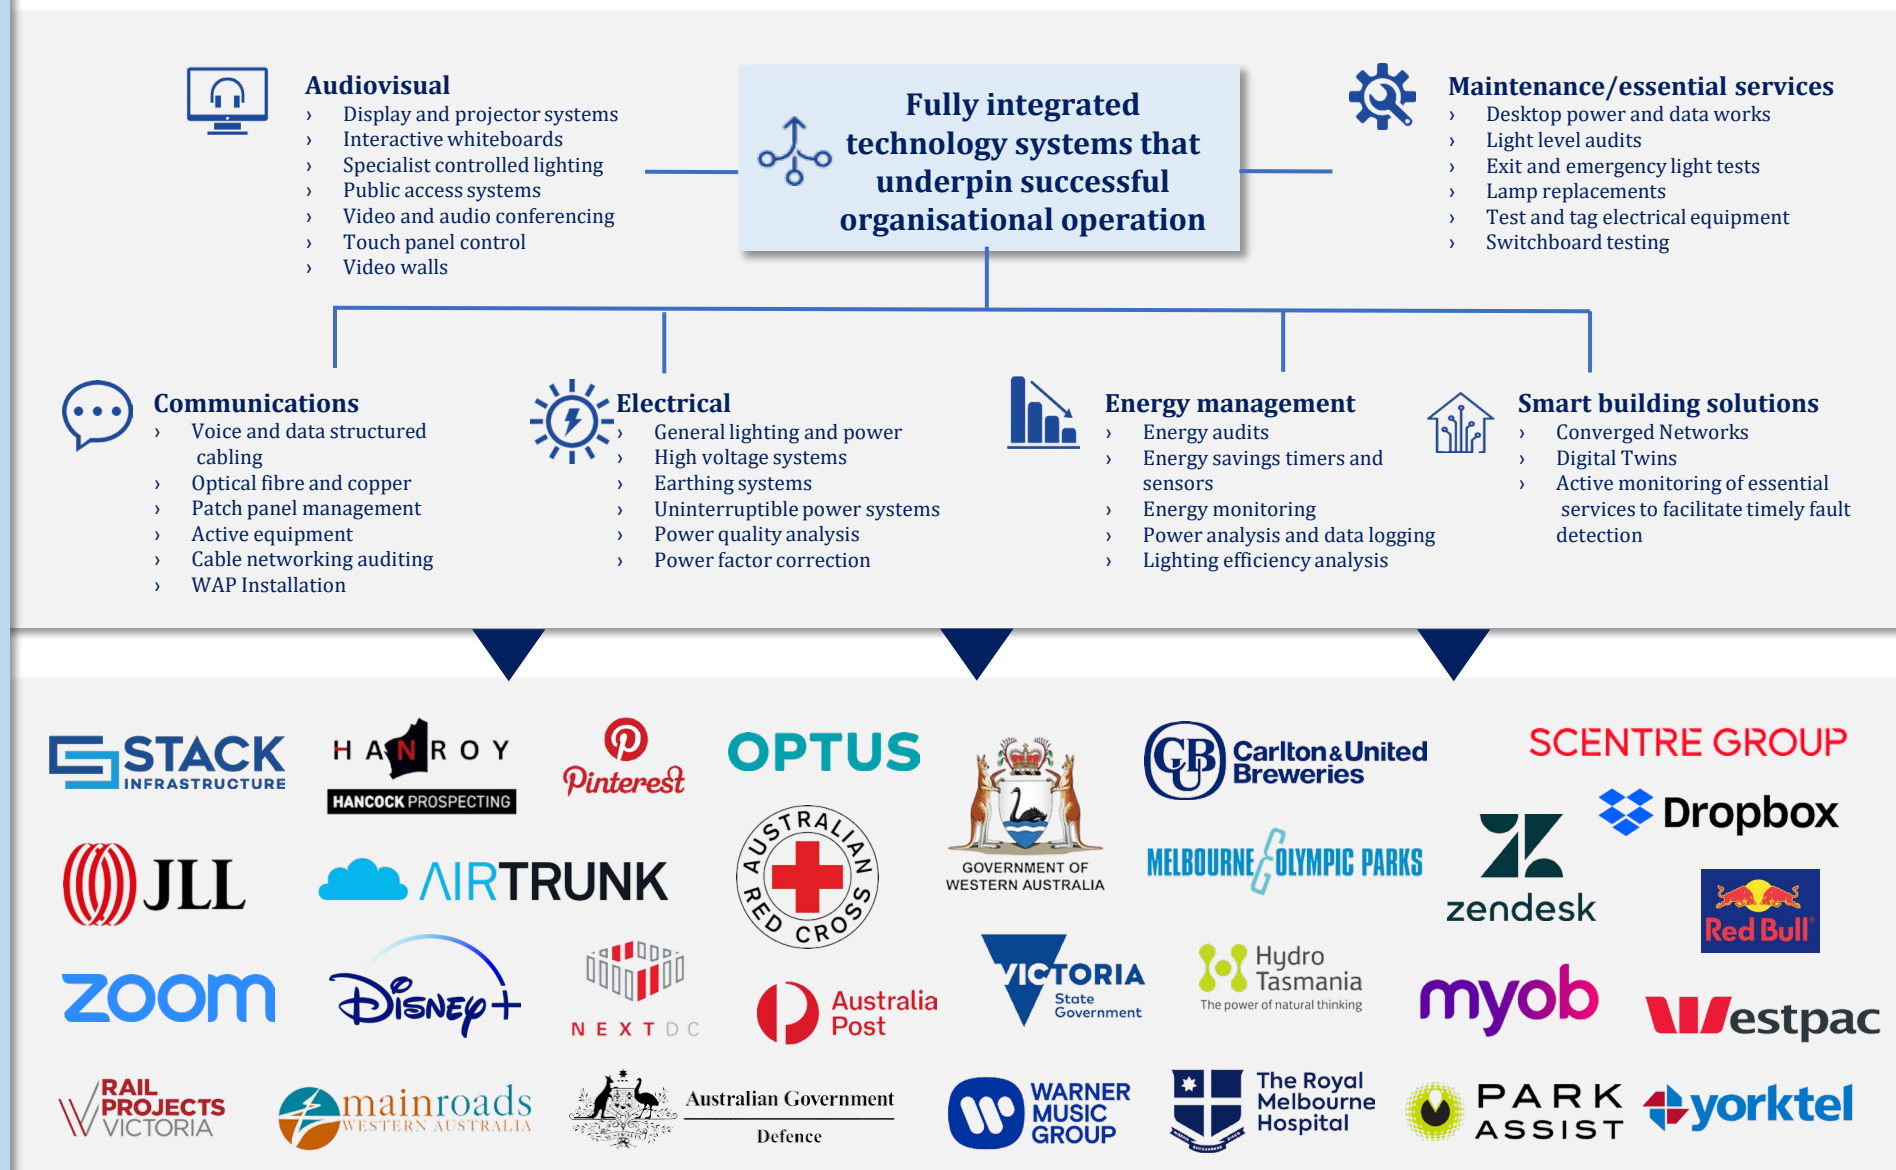 Audiovisual
› Display and projector systems
› Interactive whiteboards
› Specialist controlled lighting
› Public access systems
› Video and audio conferencing
› Touch panel control
› Video walls
Fully integrated
technology systems that
underpin successful
organisational operation
Maintenance/essential services
› Desktop power and data works
› Light level audits
› Exit and emergency light tests
› Lamp replacements
› Test and tag electrical equipment
› Switchboard testing
Communications
› Voice and data structured
cabling
› Optical fibre and copper
› Patch panel management
› Active equipment
› Cable networking auditing
› WAP Installation
Electrical
› General lighting and power
› High voltage systems
› Earthing systems
› Uninterruptible power systems
› Power quality analysis
› Power factor correction
Energy management
› Energy audits
› Energy savings timers and
sensors
› Energy monitoring
› Power analysis and data logging
› Lighting efficiency analysis
Smart building solutions
› Converged Networks
› Digital Twins
› Active monitoring of essential
services to facilitate timely fault
detection
STACK
INFRASTRUCTURE
HANROY
HANCOCK PROSPECTING
Pinterest
OPTUS
GOVERNMENT OF
WESTERN AUSTRALIA
CUB
Carlton & United
Breweries
SCENTRE GROUP
Dropbox
JLL
AIRTRUNK
AUSTRALIAN
RED CROSS
MELBOURNE & OLYMPIC PARKS
zendesk
Red Bull
zoom
Disney+
NEXTDC
Australia
Post
VICTORIA
State
Government
Hydro
Tasmania
The power of natural thinking
myob
Westpac
RAIL
PROJECTS
VICTORIA
mainroads
WESTERN AUSTRALIA
Australian Government
Defence
WARNER
MUSIC
GROUP
The Royal
Melbourne
Hospital
PARK
ASSIST
yorktel